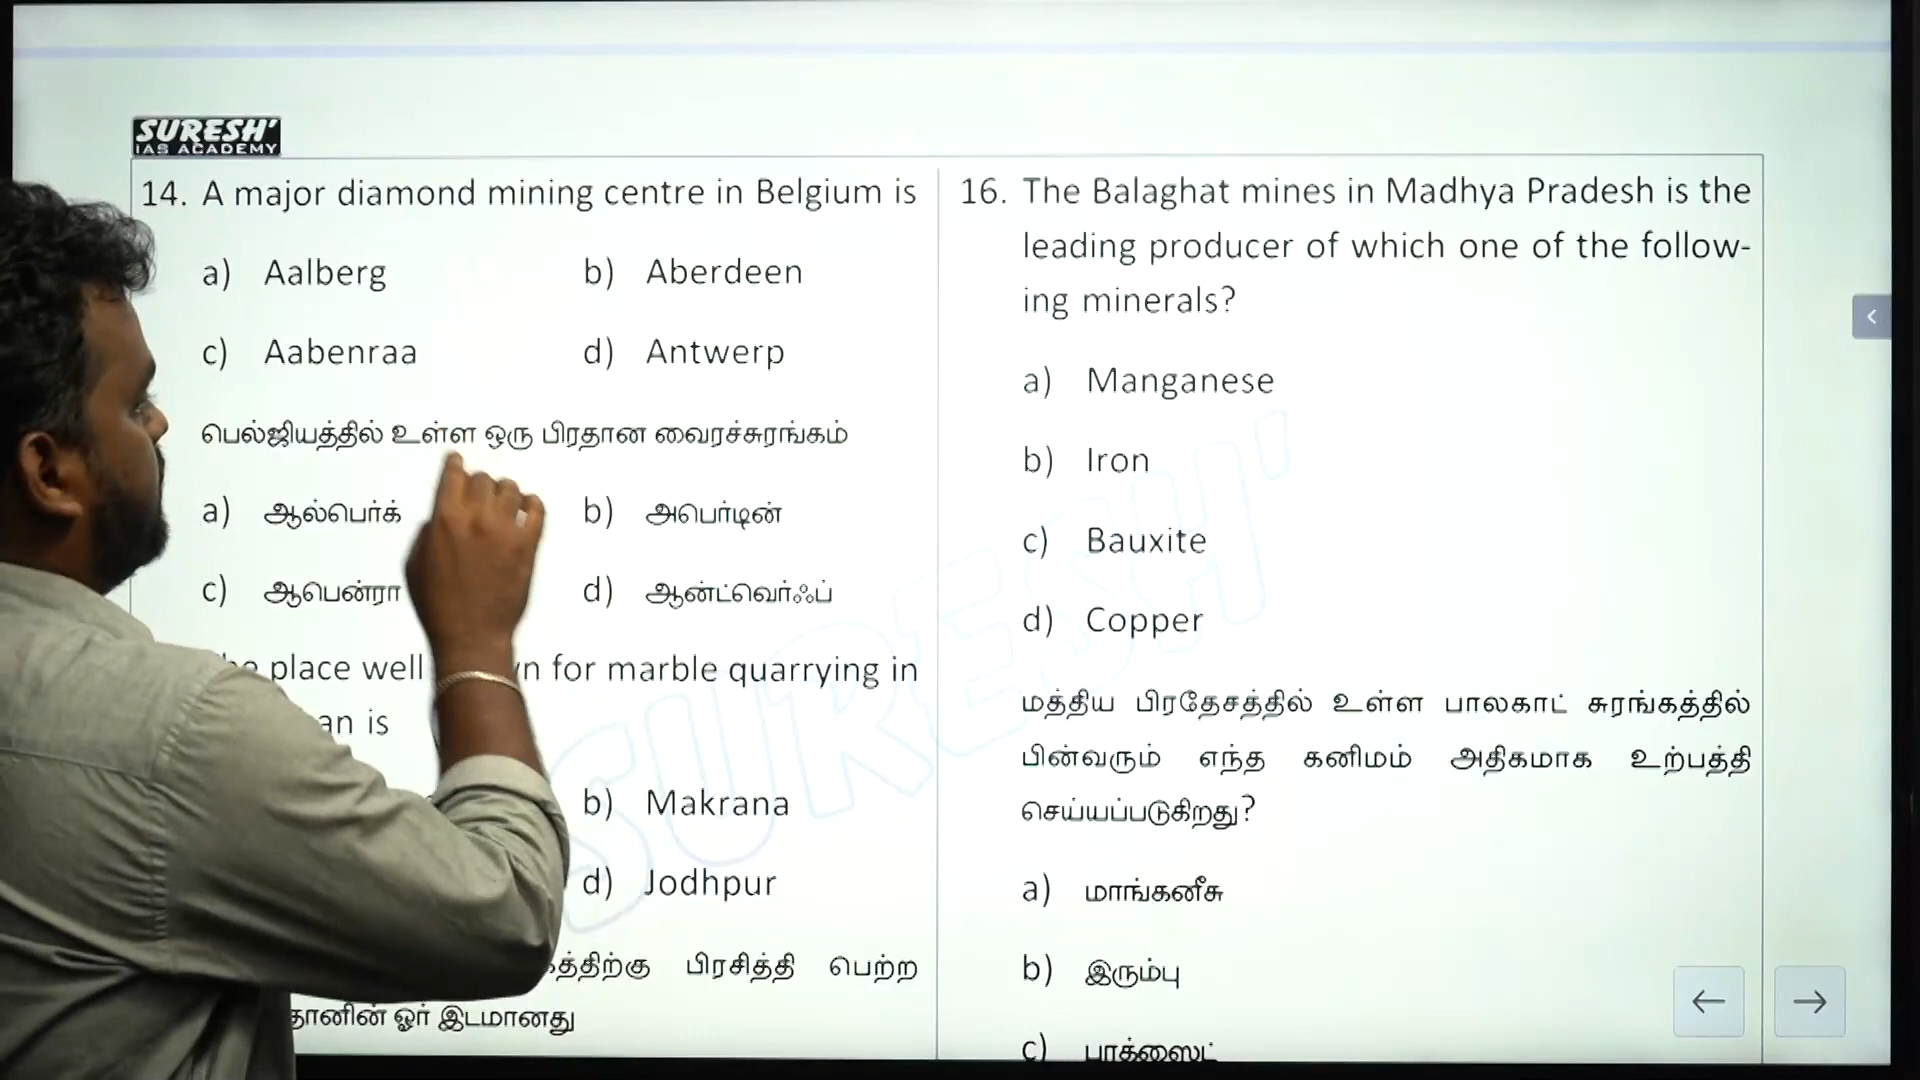 SURESH'
IAS ACADEMY
14. A major diamond mining centre in Belgium is
a) Aalberg
b) Aberdeen
c) Aabenraa
d) Antwerp
பெல்ஜியத்தில் உள்ள ஒரு பிரதான வைரச்சுரங்கம்
a) ஆல்பெர்க்
b) அபெர்டின்
c) ஆபென்ரா
d) ஆன்ட்வெர்ஃப்
place well for marble quarrying in
is
b) Makrana
d) Jodhpur
பிரசித்தி பெற்ற
ஓர் இடமானது
16. The Balaghat mines in Madhya Pradesh is the
leading producer of which one of the follow-
ing minerals?
a) Manganese
b) Iron
c) Bauxite
d) Copper
மத்திய பிரதேசத்தில் உள்ள பாலகாட் சுரங்கத்தில்
பின்வரும் எந்த கனிமம் அதிகமாக உற்பத்தி
செய்யப்படுகிறது?
a) மாங்கனீசு
b) இரும்பு
c) பாக்ஸைட்
SURESH'